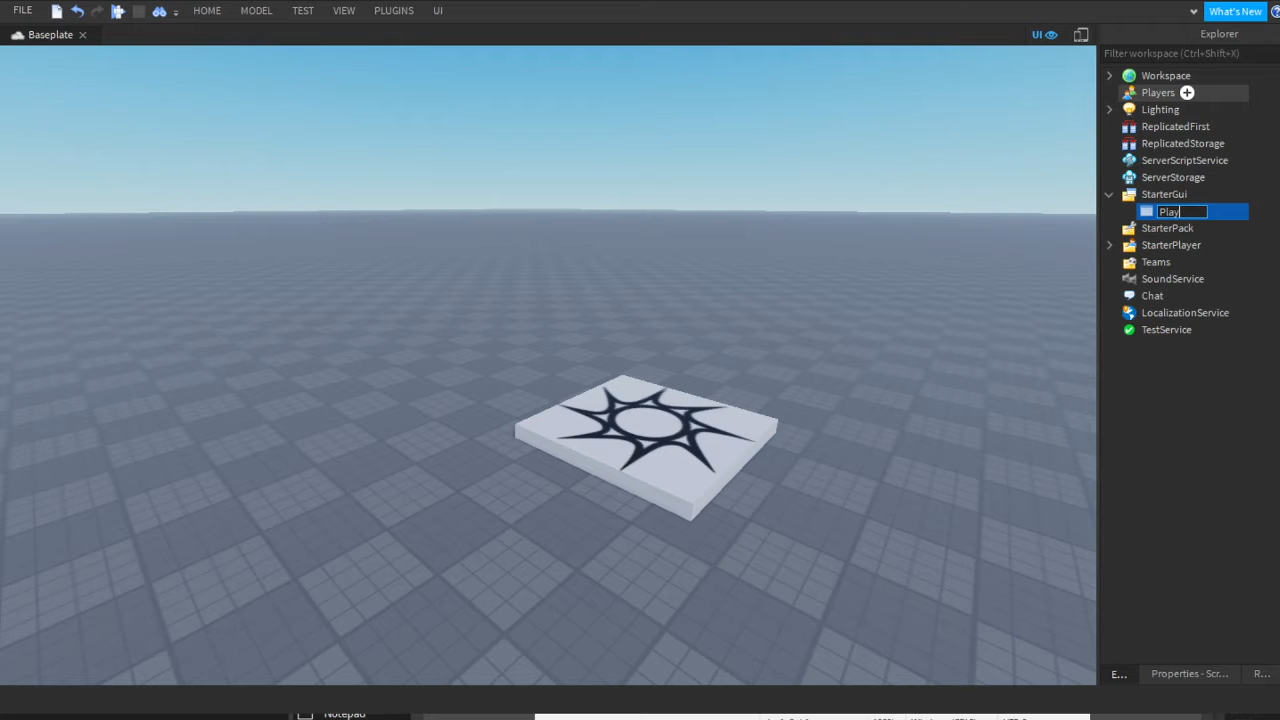 FILE
HOME
MODEL
TEST
VIEW
PLUGINS
UI
What's New
Baseplate
UI
Explorer
Filter workspace (Ctrl+Shift+X)
Workspace
Players
Lighting
ReplicatedFirst
ReplicatedStorage
ServerScriptService
ServerStorage
StarterGui
Play
StarterPack
StarterPlayer
Teams
SoundService
Chat
LocalizationService
TestService
E...
Properties - Scr...
R...
Notepad